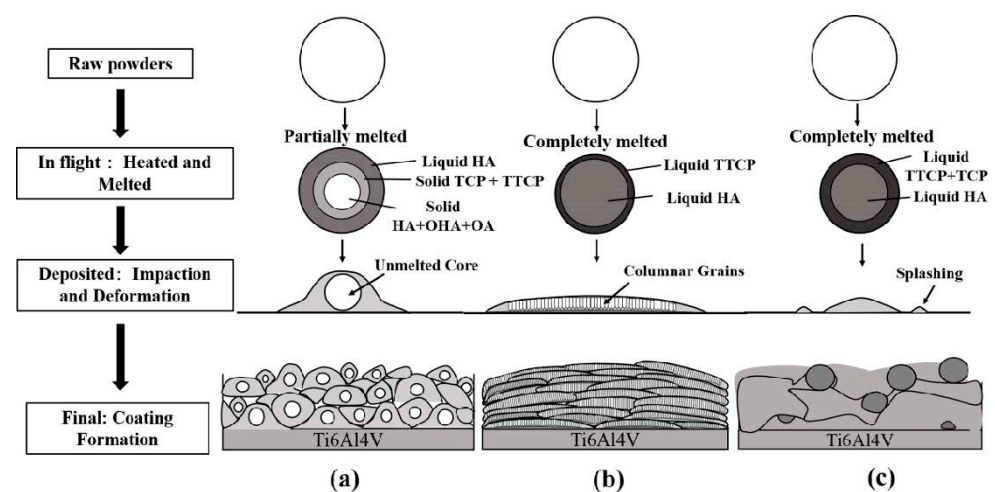 Raw powders
In flight： Heated and
Melted
Deposited: Impaction
and Deformation
Final: Coating
Formation
Partially melted
Liquid HA
Solid TCP + TTCP
Solid
HA+OHA+OA
Unmelted Core
Ti6Al4V
(a)
Completely melted
Liquid TTCP
Liquid HA
Columnar Grains
Ti6Al4V
(b)
Completely melted
Liquid
TTCP+TCP
Liquid HA
Splashing
Ti6Al4V
(c)